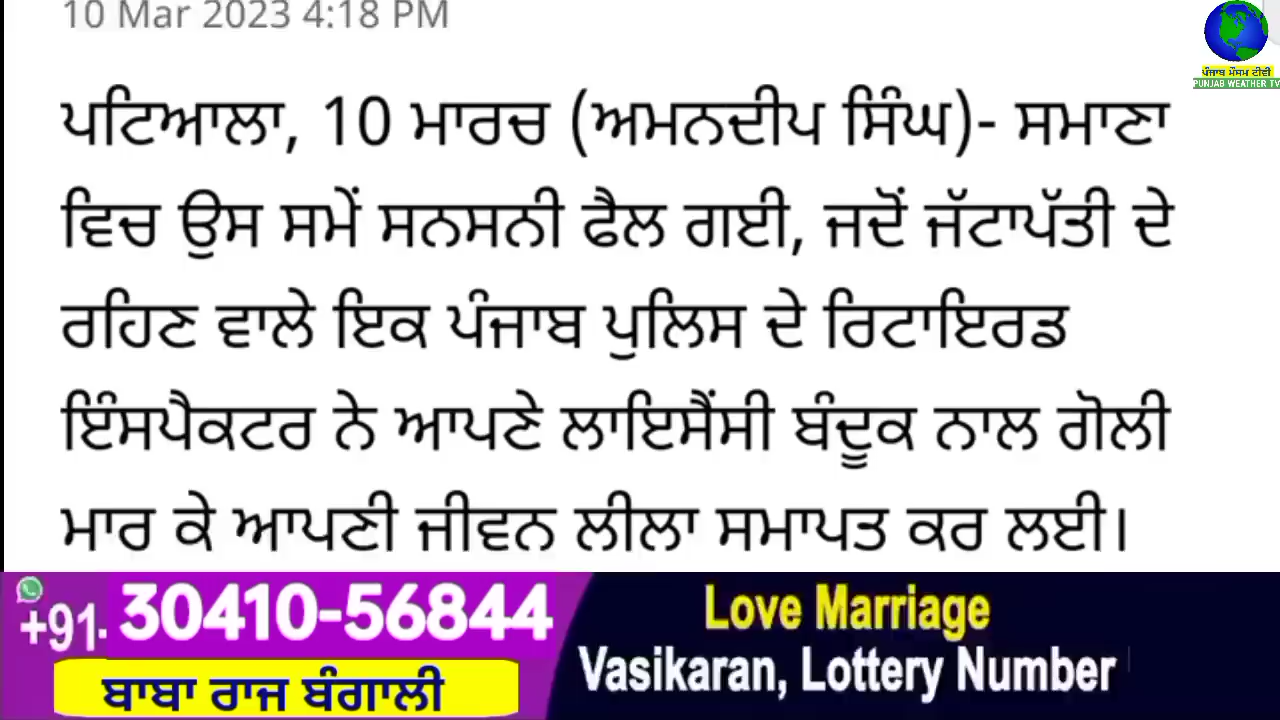 10 Mar 2023 4:18 PM
ਪੰਜਾਬ ਮੌਸਮ ਟੀਵੀ
PUNJAB WEATHER TV
ਪਟਿਆਲਾ, 10 ਮਾਰਚ (ਅਮਨਦੀਪ ਸਿੰਘ)- ਸਮਾਣਾ
ਵਿਚ ਉਸ ਸਮੇਂ ਸਨਸਨੀ ਫੈਲ ਗਈ, ਜਦੋਂ ਜੱਟਾਪੱਤੀ ਦੇ
ਰਹਿਣ ਵਾਲੇ ਇਕ ਪੰਜਾਬ ਪੁਲਿਸ ਦੇ ਰਿਟਾਇਰਡ
ਇੰਸਪੈਕਟਰ ਨੇ ਆਪਣੇ ਲਾਇਸੈਂਸੀ ਬੰਦੂਕ ਨਾਲ ਗੋਲੀ
ਮਾਰ ਕੇ ਆਪਣੀ ਜੀਵਨ ਲੀਲਾ ਸਮਾਪਤ ਕਰ ਲਈ।
+91- 30410-56844
ਬਾਬਾ ਰਾਜ ਬੰਗਾਲੀ
Love Marriage
Vasikaran, Lottery Number